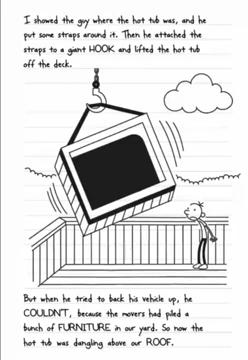 I showed the guy where the hot tub was, and he
put some straps around it. Then he attached the
straps to a giant HOOK and lifted the hot tub
off the deck.
But when he tried to back his vehicle up, he
COULDN'T, because the movers had piled a
bunch of FURNITURE in our yard. So now the
hot tub was dangling above our ROOF.